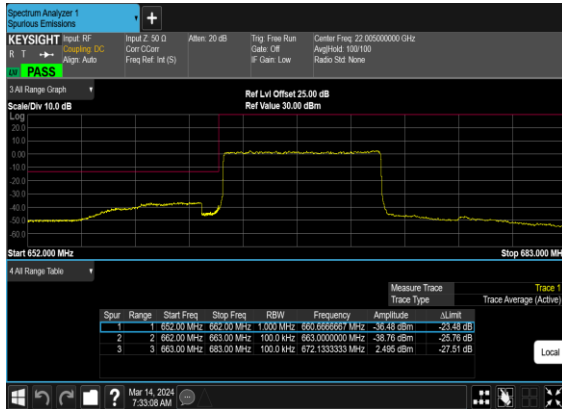 Spectrum Analyzer 1
Spurious Emissions
+
KEYSIGHT
R T
LXI PASS
Input: RF
Coupling: DC
Align: Auto
Input Z: 50 Ω
Corr CCorr
Freq Ref: Int (S)
Atten: 20 dB
Trig: Free Run
Gate: Off
IF Gain: Low
Center Freq: 22.005000000 GHz
Avg|Hold: 100/100
Radio Std: None
3 All Range Graph
Scale/Div 10.0 dB
Ref Lvl Offset 25.00 dB
Ref Value 30.00 dBm
Log
20.0
10.0
0.00
-10.0
-20.0
-30.0
-40.0
-50.0
-60.0
Start 652.000 MHz
Stop 683.000 MHz
4 All Range Table
Measure Trace Trace 1
Trace Type Trace Average (Active)
Spur Range Start Freq Stop Freq RBW Frequency Amplitude ΔLimit
1 1 652.00 MHz 662.00 MHz 1.000 MHz 660.6666667 MHz -36.48 dBm -23.48 dB
2 2 662.00 MHz 663.00 MHz 100.0 kHz 663.0000000 MHz -38.76 dBm -25.76 dB
3 3 663.00 MHz 683.00 MHz 100.0 kHz 672.1333333 MHz 2.495 dBm -27.51 dB
Local
?
Mar 14, 2024
7:33:08 AM